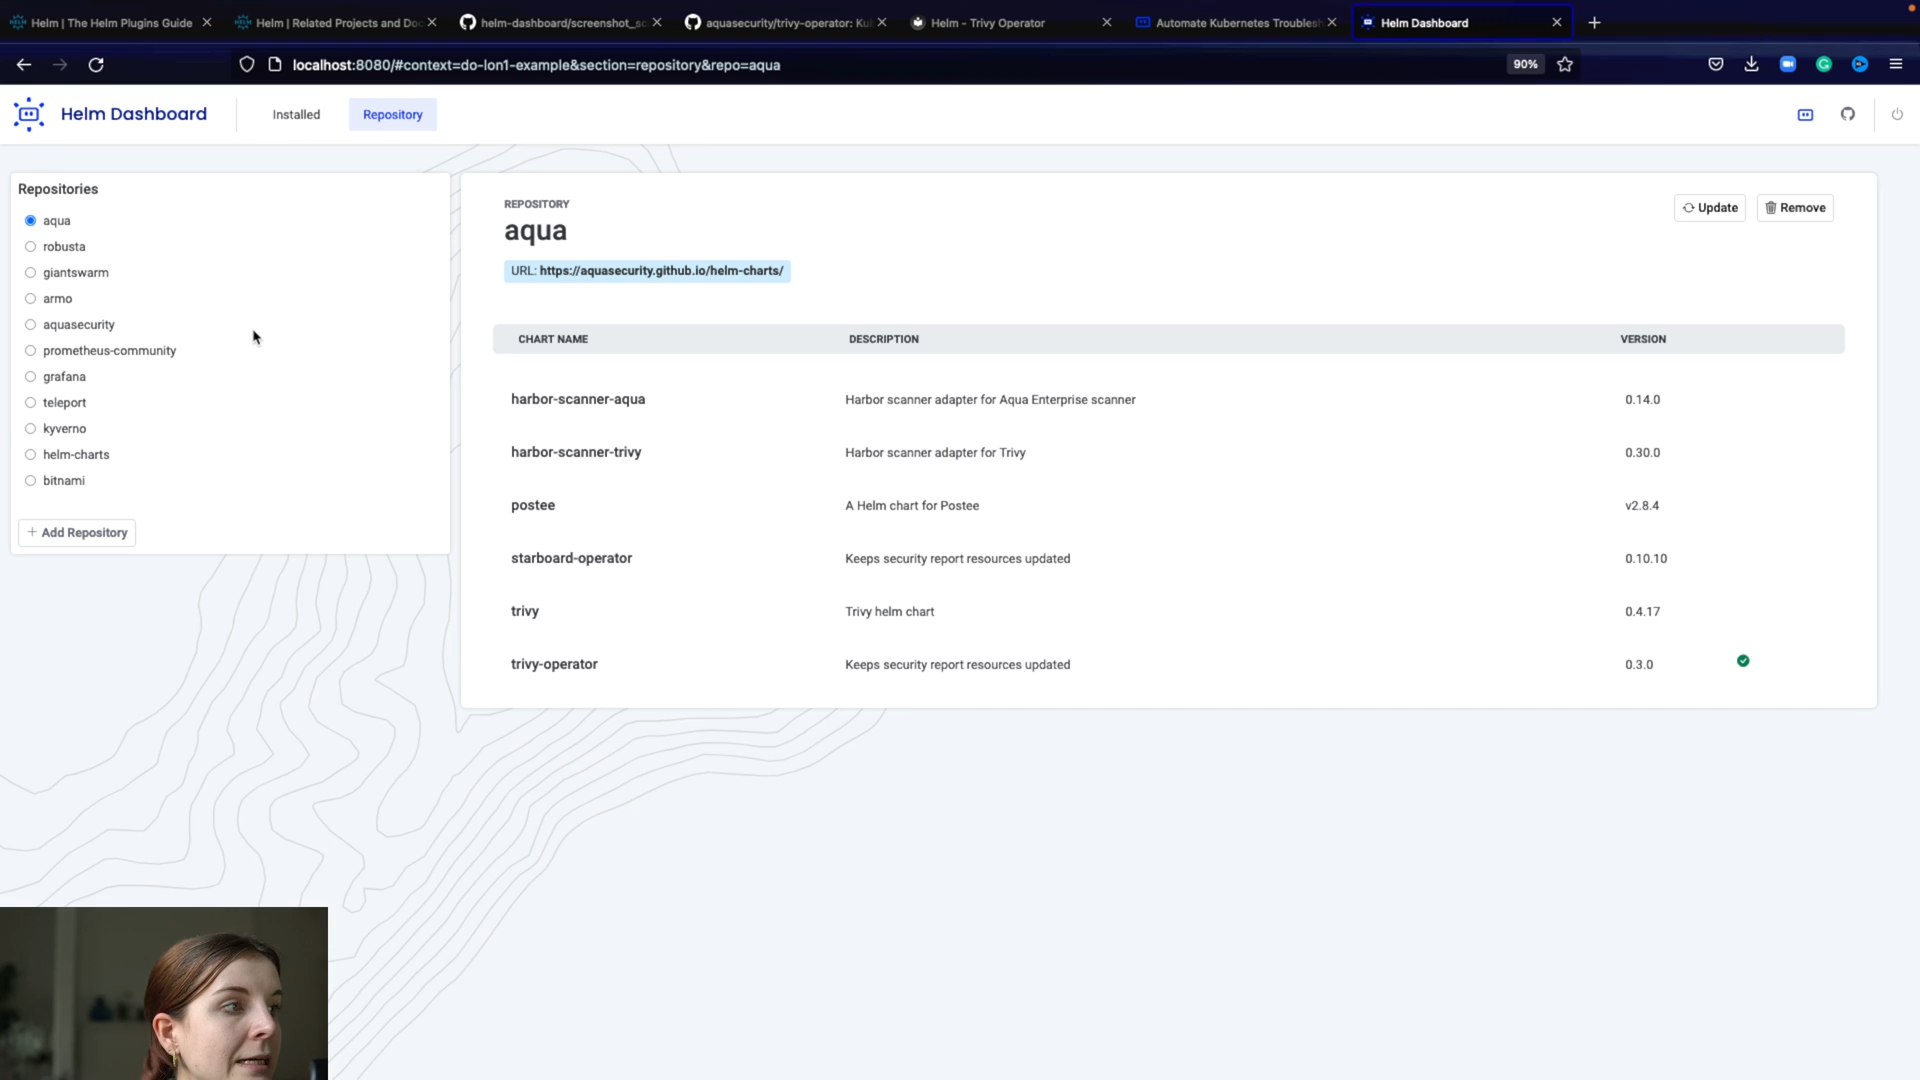 Helm | The Helm Plugins Guide
Helm | Related Projects and Doc
helm-dashboard/screenshot_sc
aquasecurity/trivy-operator: Kub
Helm - Trivy Operator
Automate Kubernetes Troublesh
Helm Dashboard
localhost:8080/#context=do-lon1-example&section=repository&repo=aqua
90%
Helm Dashboard
Installed
Repository
Repositories
aqua
robusta
giantswarm
armo
aquasecurity
prometheus-community
grafana
teleport
kyverno
helm-charts
bitnami
+ Add Repository
REPOSITORY
aqua
URL: https://aquasecurity.github.io/helm-charts/
Update
Remove
CHART NAME DESCRIPTION VERSION
harbor-scanner-aqua Harbor scanner adapter for Aqua Enterprise scanner 0.14.0
harbor-scanner-trivy Harbor scanner adapter for Trivy 0.30.0
postee A Helm chart for Postee v2.8.4
starboard-operator Keeps security report resources updated 0.10.10
trivy Trivy helm chart 0.4.17
trivy-operator Keeps security report resources updated 0.3.0